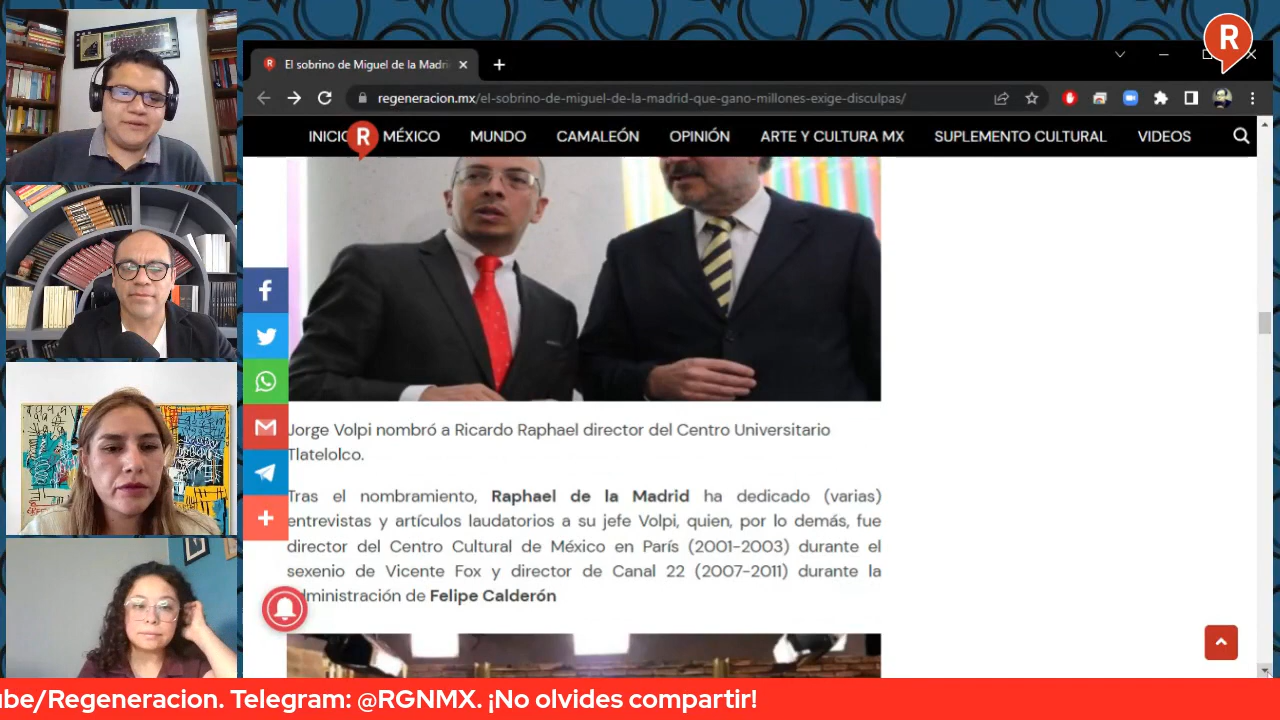 R
El sobrino de Miguel de la Madri
regeneracion.mx/el-sobrino-de-miguel-de-la-madrid-que-gano-millones-exige-disculpas/
INICIO R MÉXICO MUNDO CAMALEÓN OPINIÓN ARTE Y CULTURA MX SUPLEMENTO CULTURAL VIDEOS
Jorge Volpi nombró a Ricardo Raphael director del Centro Universitario
Tlatelolco.
Tras el nombramiento, Raphael de la Madrid ha dedicado (varias)
entrevistas y artículos laudatorios a su jefe Volpi, quien, por lo demás, fue
director del Centro Cultural de México en París (2001-2003) durante el
sexenio de Vicente Fox y director de Canal 22 (2007-2011) durante la
administración de Felipe Calderón
ube/Regeneracion. Telegram: @RGNMX. ¡No olvides compartir!